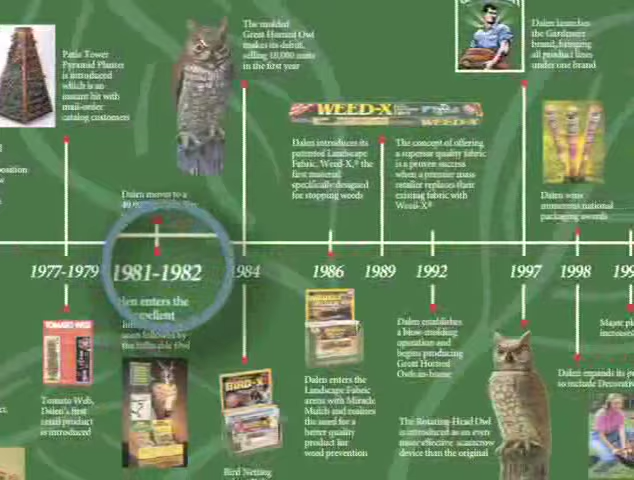 The molded
Great Horned Owl
makes its debut,
selling 18,000 units
in the first year
Dalen launches
the Gardeneer
brand, bringing
all product lines
under one brand
Patio Tower
Pyramid Planter
is introduced
which is an
instant hit with
mail-order
catalog customers
WEED-X
Dalen introduces its
patented Landscape
Fabric, Weed-X,® the
first material
specifically designed
for stopping weeds
The concept of offering
a superior quality fabric
is a proven success
when a premier mass
retailer replaces their
existing fabric with
Weed-X®
Dalen wins
numerous national
packaging awards
Dalen moves to a
1977-1979
1981-1982
1984
1986
1989
1992
1997
1998
enters the
TOMATO WEB
Tomato Web,
Dalen's first
retail product
is introduced
BIRD-X
Bird Netting
Dalen enters the
Landscape Fabric
arena with Miracle
Mulch and realizes
the need for a
better quality
product for
weed prevention
Dalen establishes
a blow-molding
operation and
begins producing
Great Horned
Owls in-house
The Rotating-Head Owl
is introduced as an even
more effective scarecrow
device than the original
Dalen expands its
to include